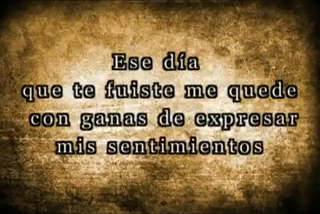 Ese día
que te fuiste me quede
con ganas de expresar
mis sentimientos